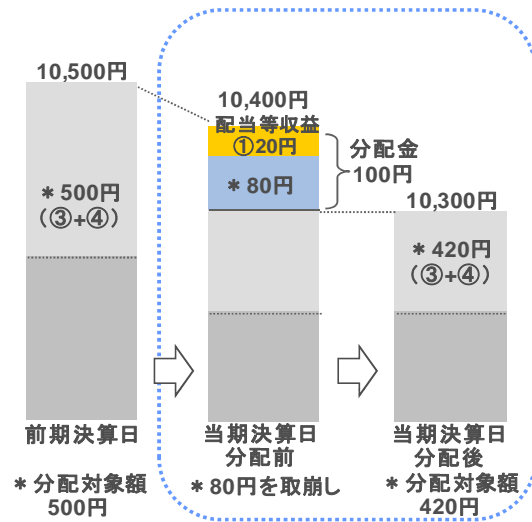 10,500円
10,400円
配当等収益
①20円
分配金
100円
＊80円
＊500円
(③+④)
10,300円
＊420円
(③+④)
前期決算日
当期決算日
分配前
当期決算日
分配後
＊分配対象額
500円
＊80円を取崩し
＊分配対象額
420円